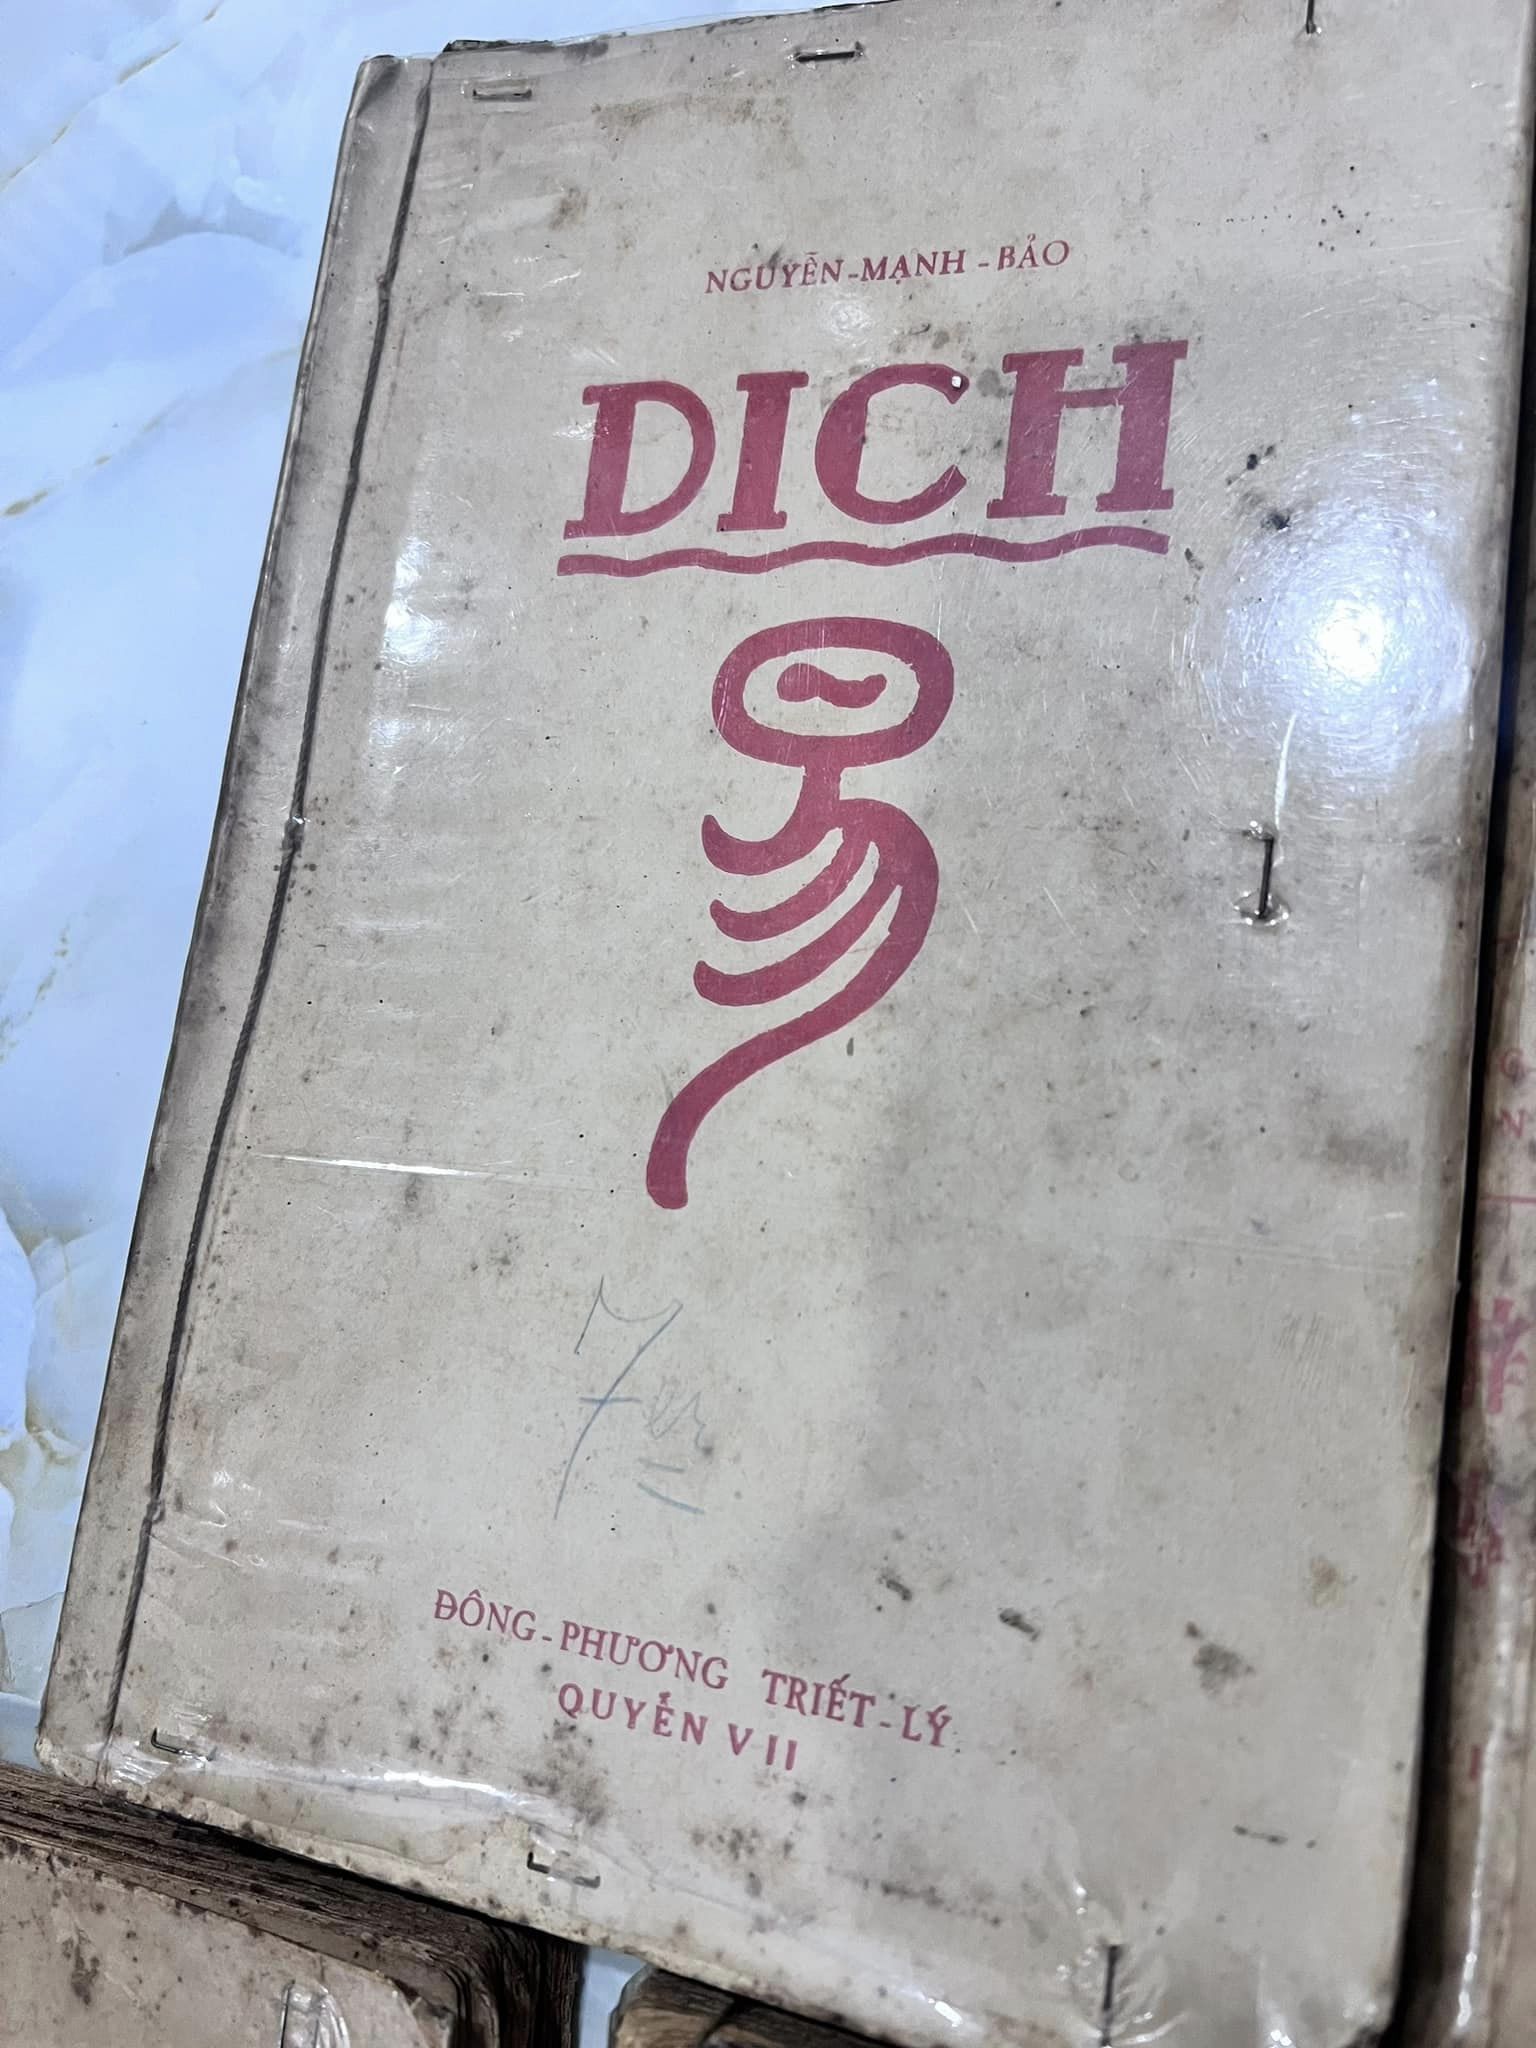 NGUYỄN-MẠNH-BẢO
DICH
易
ĐÔNG-PHƯƠNG TRIẾT-LÝ
QUYỂN VII